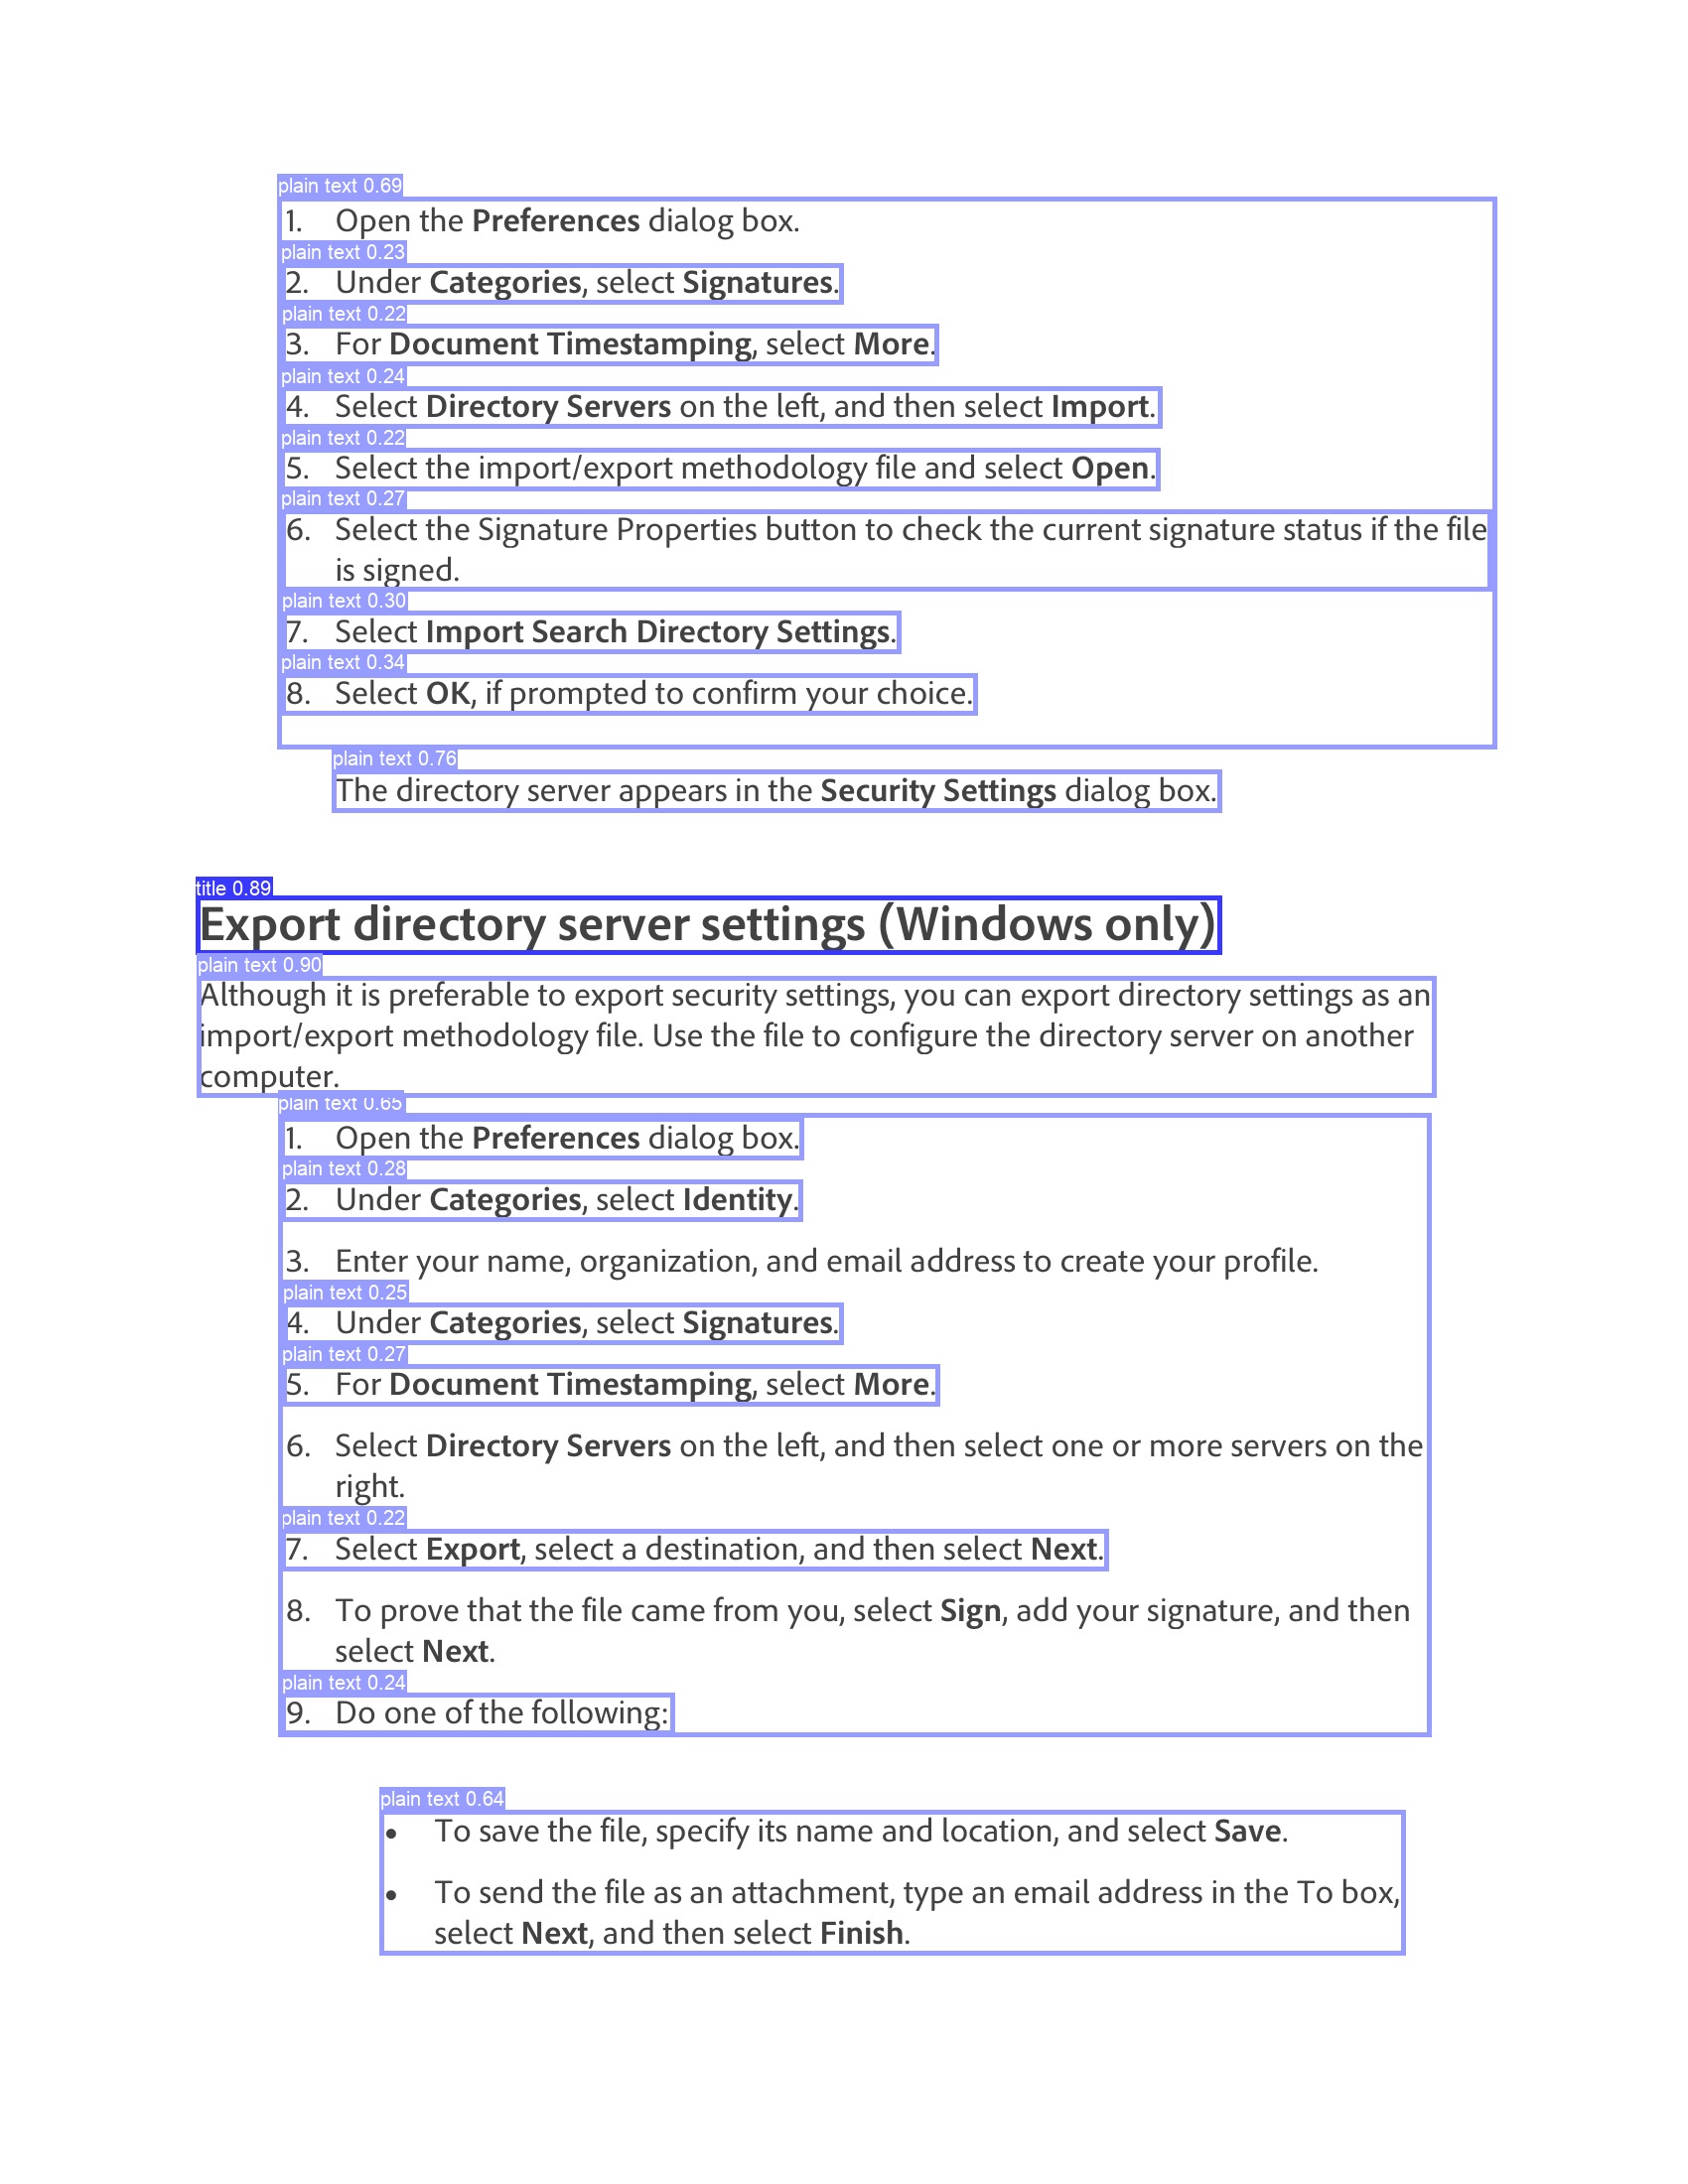 plain text 0.69
1. Open the Preferences dialog box.
plain text 0.23
2. Under Categories, select Signatures.
plain text 0.22
3. For Document Timestamping, select More.
plain text 0.24
4. Select Directory Servers on the left, and then select Import.
plain text 0.22
5. Select the import/export methodology file and select Open.
plain text 0.27
6. Select the Signature Properties button to check the current signature status if the file
is signed.
plain text 0.30
7. Select Import Search Directory Settings.
plain text 0.34
8. Select OK, if prompted to confirm your choice.
plain text 0.76
The directory server appears in the Security Settings dialog box.
title 0.89
Export directory server settings (Windows only)
plain text 0.90
Although it is preferable to export security settings, you can export directory settings as an
import/export methodology file. Use the file to configure the directory server on another
computer.
plain text 0.65
1. Open the Preferences dialog box.
plain text 0.28
2. Under Categories, select Identity.
3. Enter your name, organization, and email address to create your profile.
plain text 0.25
4. Under Categories, select Signatures.
plain text 0.27
5. For Document Timestamping, select More.
6. Select Directory Servers on the left, and then select one or more servers on the
right.
plain text 0.22
7. Select Export, select a destination, and then select Next.
8. To prove that the file came from you, select Sign, add your signature, and then
select Next.
plain text 0.24
9. Do one of the following:
plain text 0.64
• To save the file, specify its name and location, and select Save.
• To send the file as an attachment, type an email address in the To box,
select Next, and then select Finish.